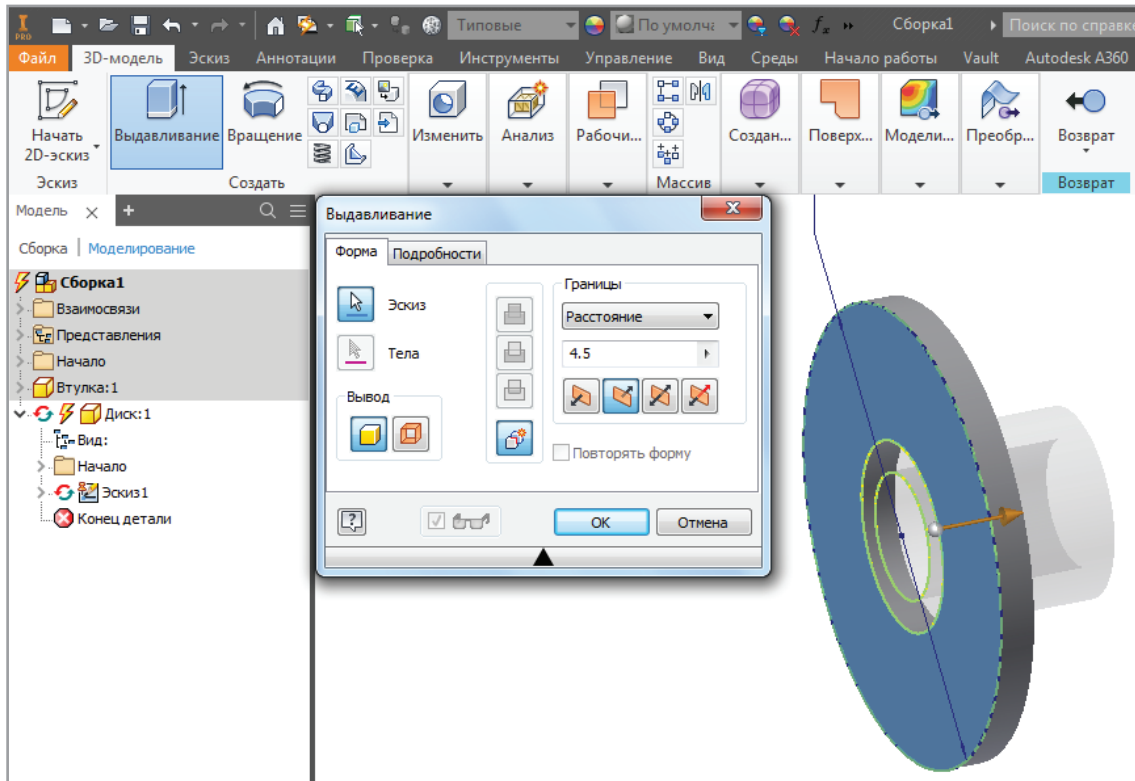 I PRO Типовые По умолча fx Сборка1 Поиск по справке
Файл 3D-модель Эскиз Аннотации Проверка Инструменты Управление Вид Среды Начало работы Vault Autodesk A360
Начать 2D-эскиз Выдавливание Вращение Изменить Анализ Рабочи... Создан... Поверх... Модели... Преобр... Возврат
Эскиз Создать Массив Возврат
Модель
Сборка Моделирование
Сборка1
Взаимосвязи
Представления
Начало
Втулка:1
Диск:1
Вид:
Начало
Эскиз1
Конец детали
Выдавливание
Форма Подробности
Эскиз
Тела
Вывод
Границы
Расстояние
4.5
Повторять форму
ОК Отмена